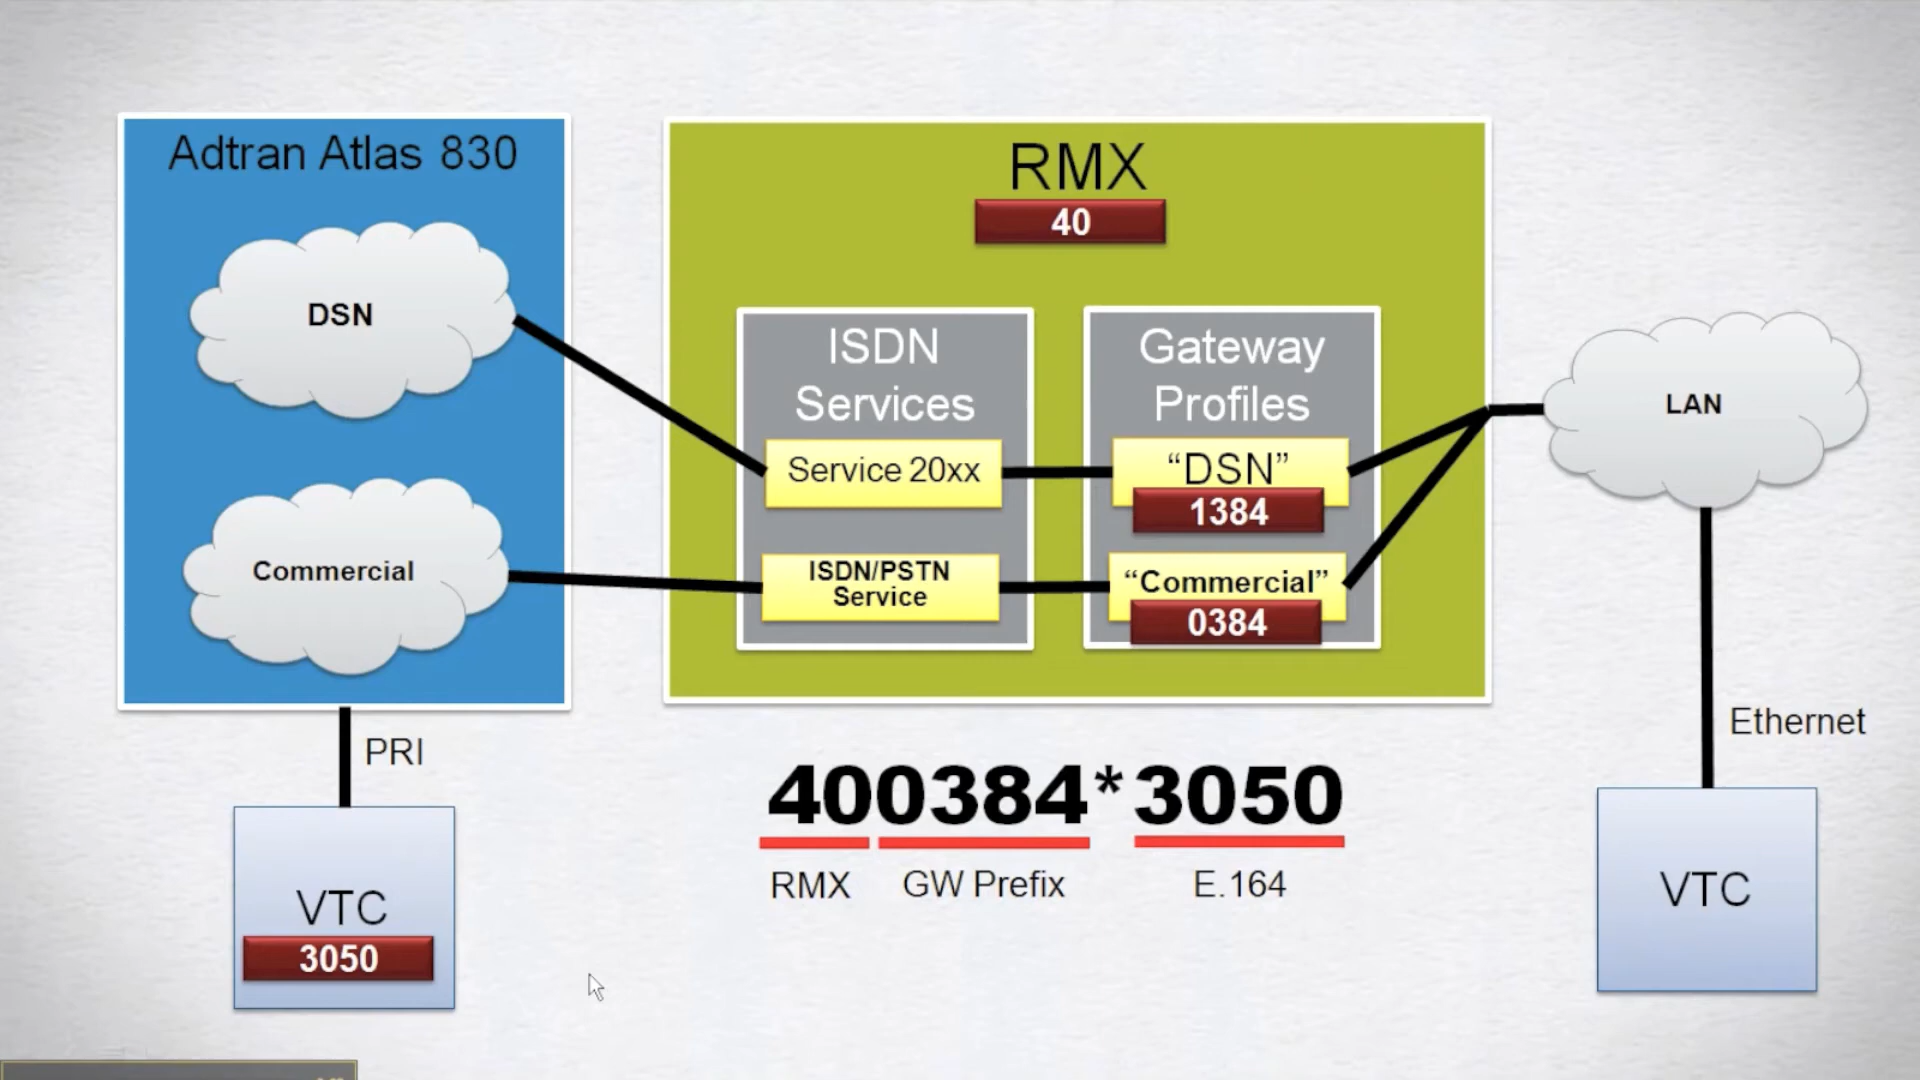 Adtran Atlas 830
DSN
Commercial
PRI
VTC
3050
RMX
40
ISDN
Services
Service 20xx
ISDN/PSTN
Service
Gateway
Profiles
“DSN”
1384
“Commercial”
0384
400384*3050
RMX
GW Prefix
E.164
LAN
Ethernet
VTC